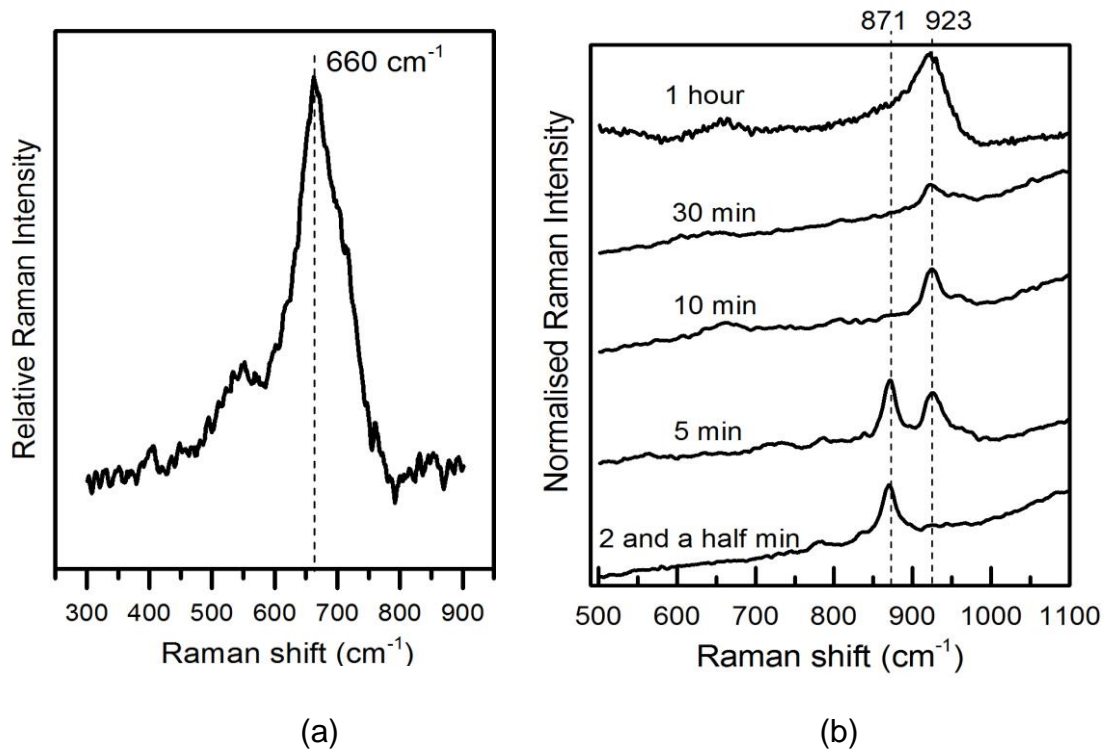 660 cm⁻¹
Relative Raman Intensity
300 400 500 600 700 800 900
Raman shift (cm⁻¹)
(a)
871 923
1 hour
30 min
10 min
5 min
2 and a half min
Normalised Raman Intensity
500 600 700 800 900 1000 1100
Raman shift (cm⁻¹)
(b)